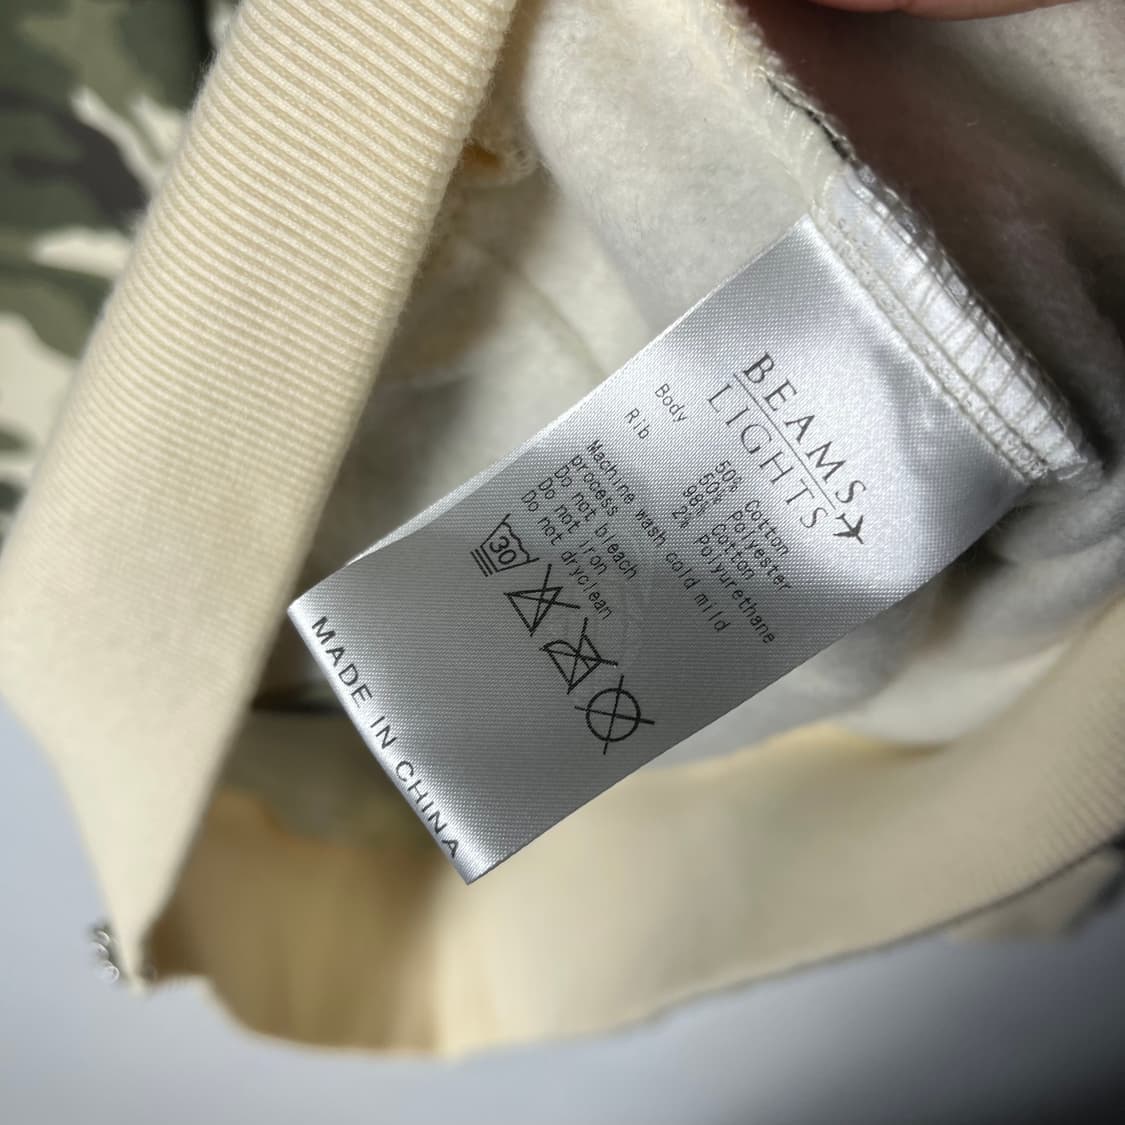 BEAMS
LIGHTS
Body 50% Cotton
50% Polyester
Rib 98% Cotton
2% Polyurethane
Machine wash cold mild
process
Do not bleach
Do not iron
Do not dryclean
30
MADE IN CHINA